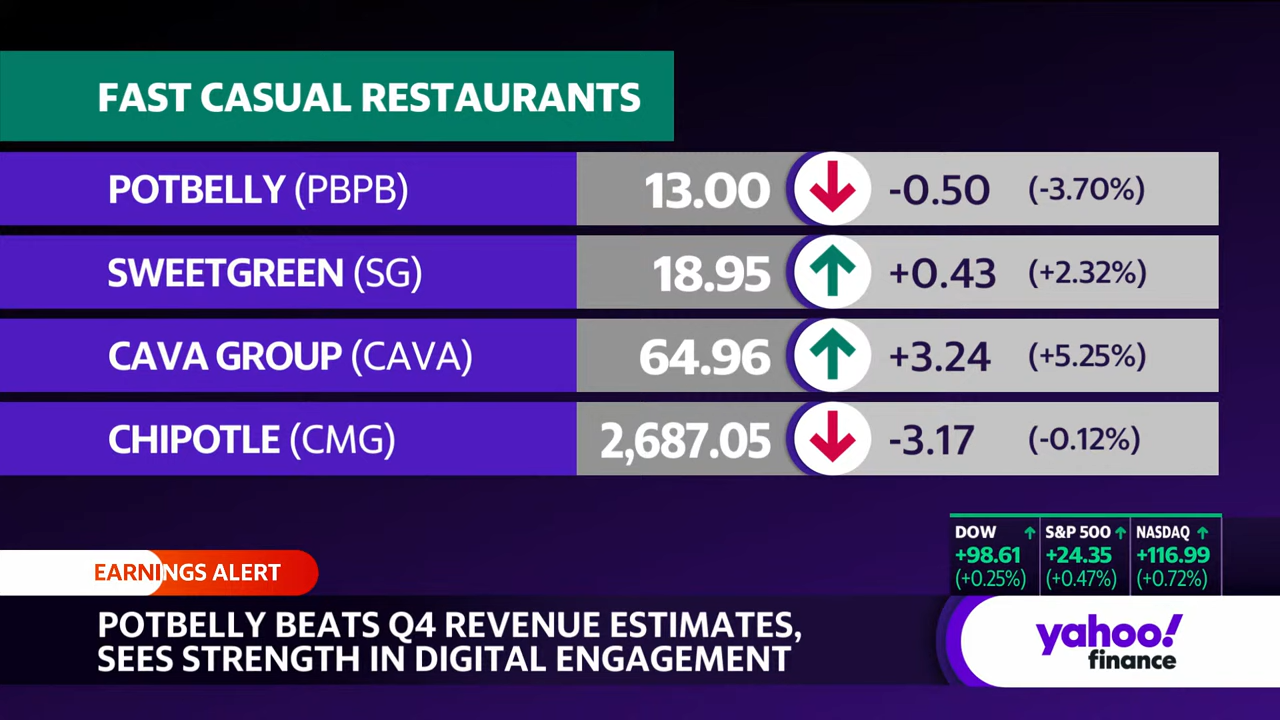 FAST CASUAL RESTAURANTS
POTBELLY (PBPB) 13.00 -0.50 (-3.70%)
SWEETGREEN (SG) 18.95 +0.43 (+2.32%)
CAVA GROUP (CAVA) 64.96 +3.24 (+5.25%)
CHIPOTLE (CMG) 2,687.05 -3.17 (-0.12%)
DOW S&P 500 NASDAQ
+98.61 +24.35 +116.99
(+0.25%) (+0.47%) (+0.72%)
EARNINGS ALERT
POTBELLY BEATS Q4 REVENUE ESTIMATES,
SEES STRENGTH IN DIGITAL ENGAGEMENT
yahoo!
finance